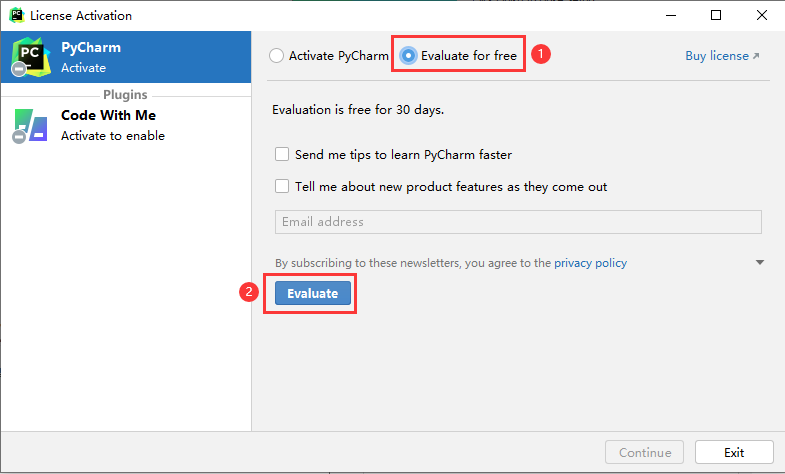 License Activation
PyCharm
Activate
Plugins
Code With Me
Activate to enable
Activate PyCharm Evaluate for free 1 Buy license
Evaluation is free for 30 days.
Send me tips to learn PyCharm faster
Tell me about new product features as they come out
Email address
By subscribing to these newsletters, you agree to the privacy policy
2 Evaluate
Continue Exit